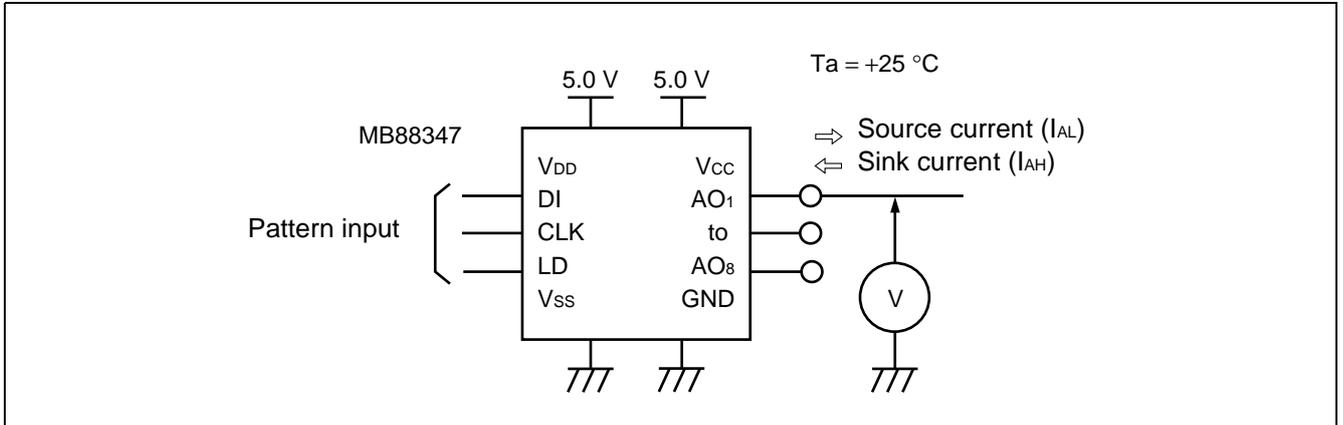 Ta = +25 °C
5.0 V 5.0 V
MB88347
⇨ Source current (IAL)
⇦ Sink current (IAH)
VDD VCC
DI AO1
CLK to
LD AO8
VSS GND
Pattern input
V